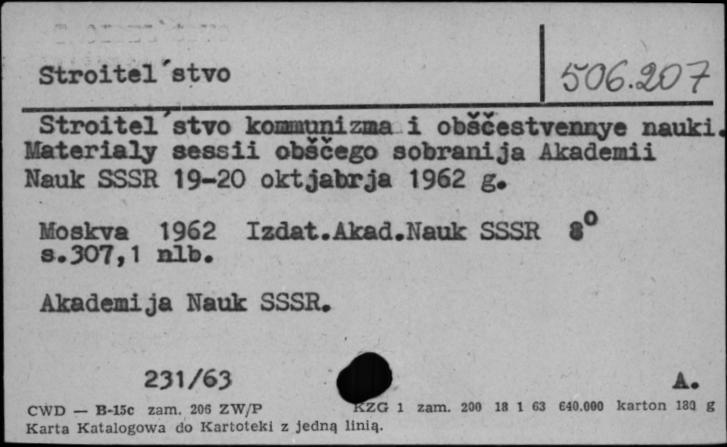 Stroitel´stvo
506.207
Stroitel´stvo kommunizma i obščestvennye nauki.
Materialy sessii obščego sobranija Akademii
Nauk SSSR 19-20 oktjabrja 1962 g.
Moskva 1962 Izdat.Akad.Nauk SSSR 8⁰
s.307,1 nlb.
Akademija Nauk SSSR.
231/63
A.
CWD — B-15c zam. 206 ZW/P KZG 1 zam. 200 18 1 63 640.000 karton 180 g
Karta Katalogowa do Kartoteki z jedną linią.